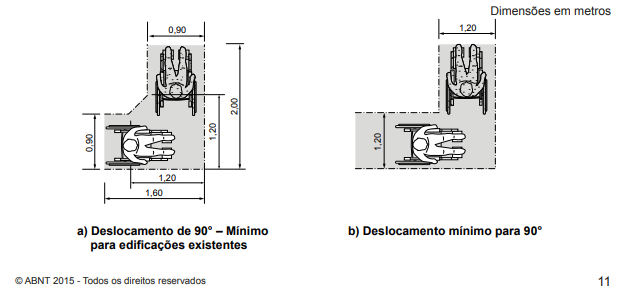 Dimensões em metros
0,90
1,20
2,00
0,90
1,20
1,20
1,20
1,60
a) Deslocamento de 90° – Mínimo
para edificações existentes
b) Deslocamento mínimo para 90°
© ABNT 2015 - Todos os direitos reservados
11